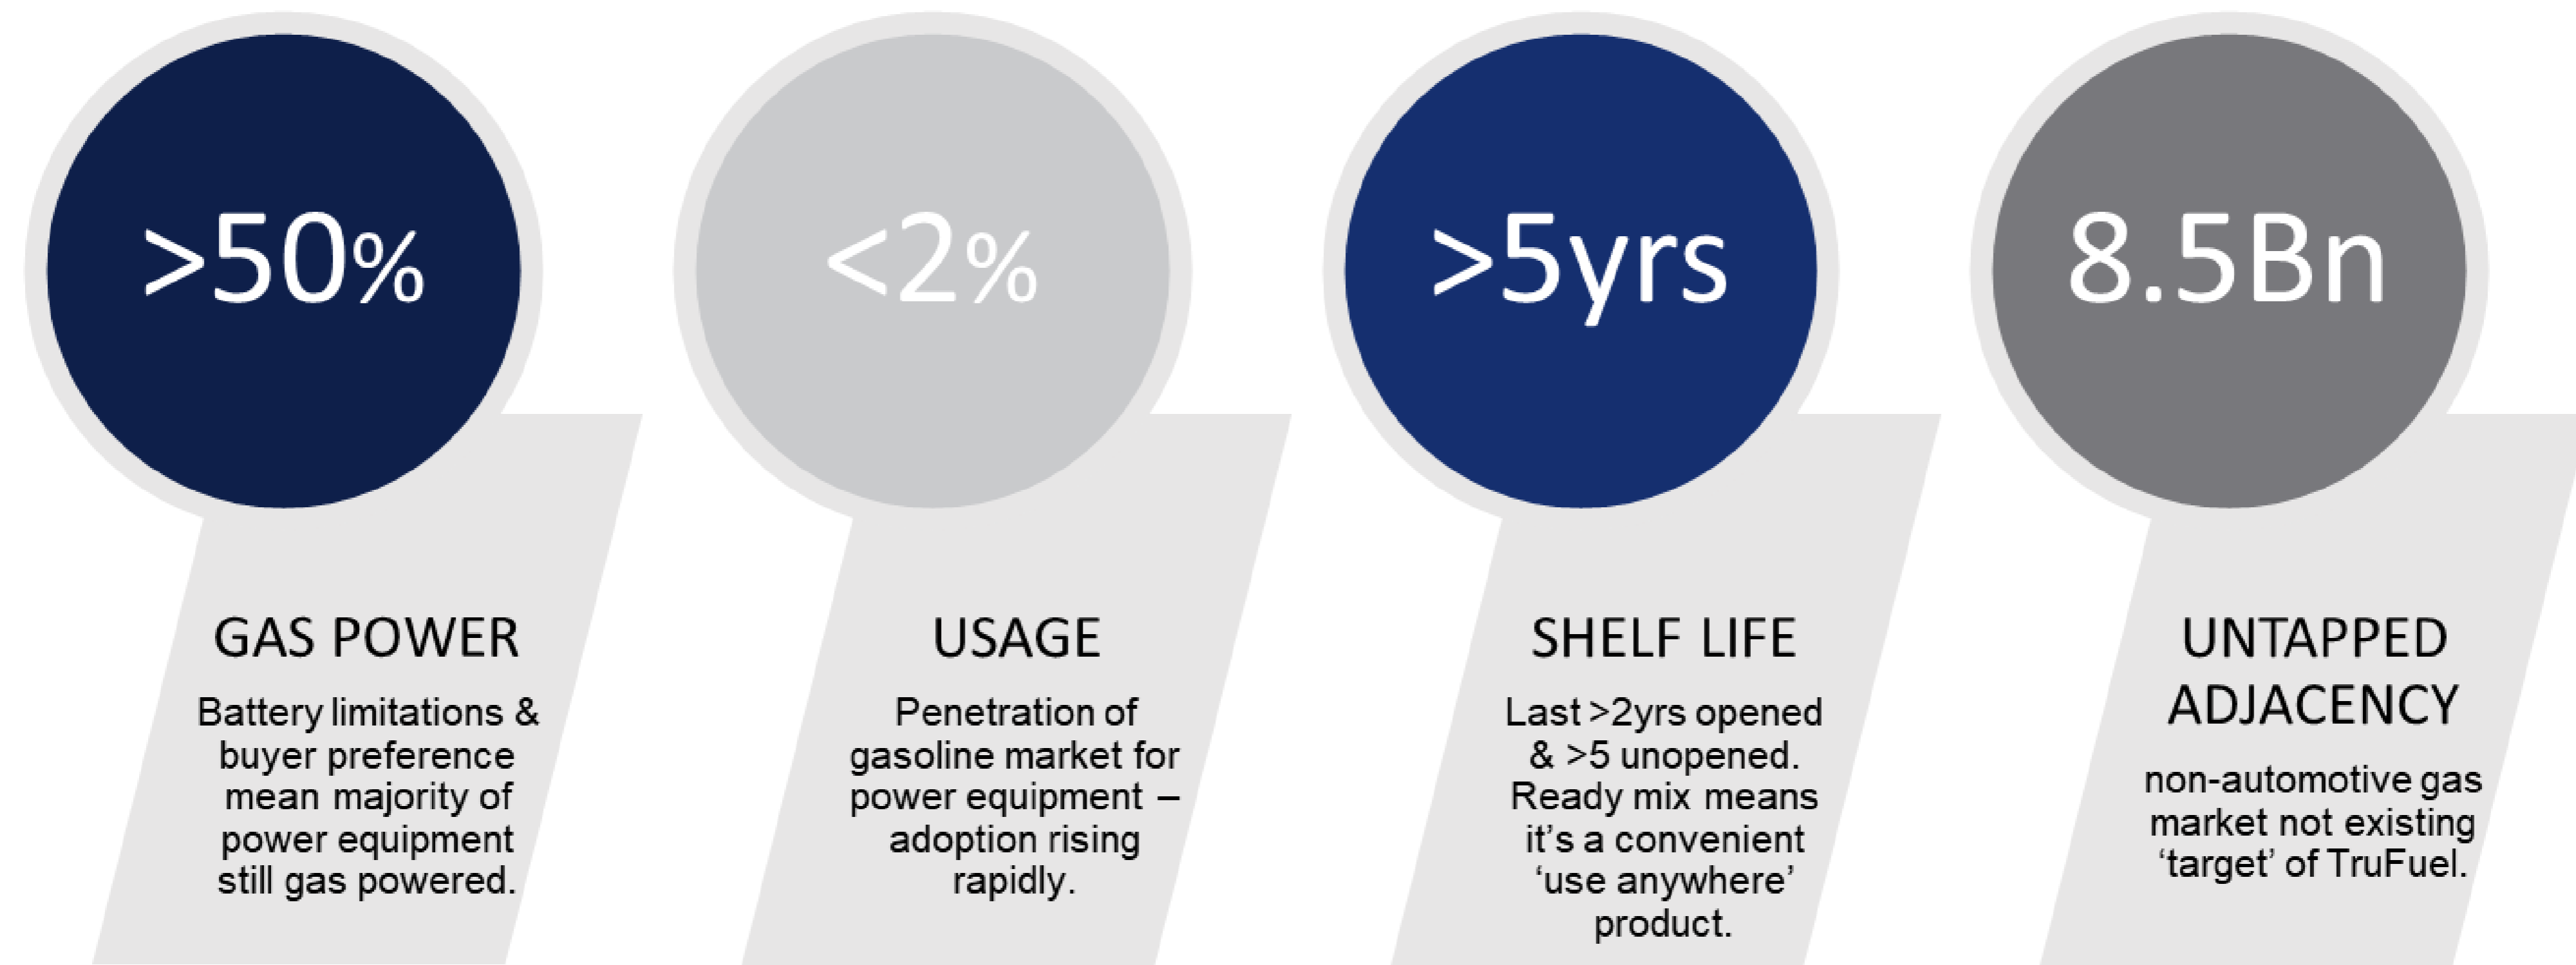 >50%
GAS POWER
Battery limitations &
buyer preference
mean majority of
power equipment
still gas powered.
<2%
USAGE
Penetration of
gasoline market for
power equipment –
adoption rising
rapidly.
>5yrs
SHELF LIFE
Last >2yrs opened
& >5 unopened.
Ready mix means
it’s a convenient
‘use anywhere’
product.
8.5Bn
UNTAPPED
ADJACENCY
non-automotive gas
market not existing
‘target’ of TruFuel.